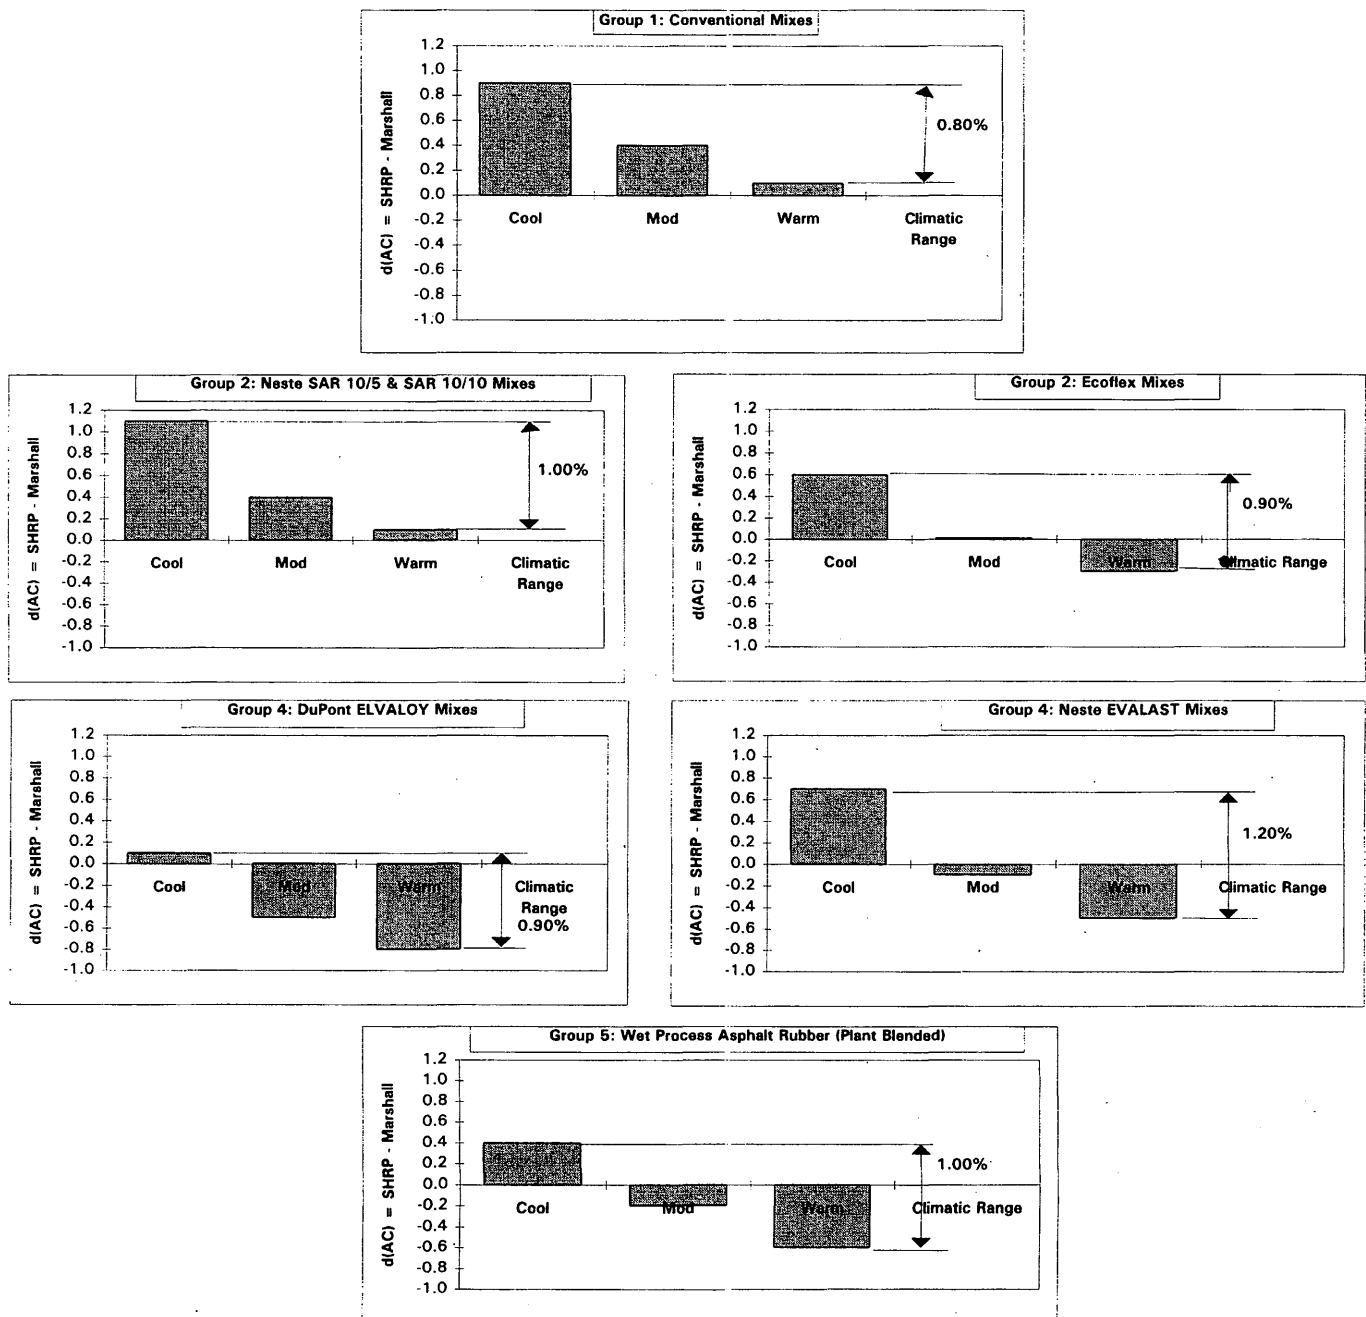 Group 1: Conventional Mixes
d(AC) = SHRP - Marshall
1.2
1.0
0.8
0.6
0.4
0.2
0.0
-0.2
-0.4
-0.6
-0.8
-1.0
0.80%
Cool
Mod
Warm
Climatic
Range
Group 2: Neste SAR 10/5 & SAR 10/10 Mixes
d(AC) = SHRP - Marshall
1.2
1.0
0.8
0.6
0.4
0.2
0.0
-0.2
-0.4
-0.6
-0.8
-1.0
1.00%
Cool
Mod
Warm
Climatic
Range
Group 2: Ecoflex Mixes
d(AC) = SHRP - Marshall
1.2
1.0
0.8
0.6
0.4
0.2
0.0
-0.2
-0.4
-0.6
-0.8
-1.0
0.90%
Cool
Mod
Warm
Climatic Range
Group 4: DuPont ELVALOY Mixes
d(AC) = SHRP - Marshall
1.2
1.0
0.8
0.6
0.4
0.2
0.0
-0.2
-0.4
-0.6
-0.8
-1.0
Cool
Mod
Warm
Climatic
Range
0.90%
Group 4: Neste EVALAST Mixes
d(AC) = SHRP - Marshall
1.2
1.0
0.8
0.6
0.4
0.2
0.0
-0.2
-0.4
-0.6
-0.8
-1.0
1.20%
Cool
Mod
Warm
Climatic Range
Group 5: Wet Process Asphalt Rubber (Plant Blended)
d(AC) = SHRP - Marshall
1.2
1.0
0.8
0.6
0.4
0.2
0.0
-0.2
-0.4
-0.6
-0.8
-1.0
1.00%
Cool
Mod
Warm
Climatic Range